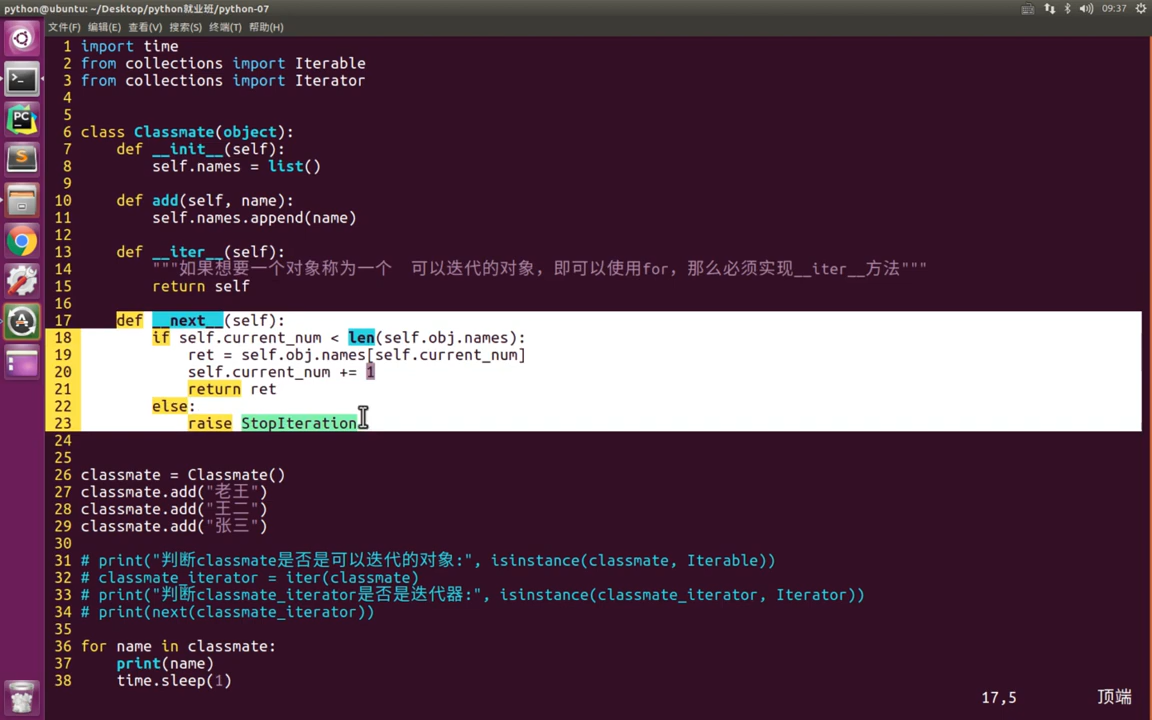 python@ubuntu: ~/Desktop/python就业班/python-07
09:37
文件(F) 编辑(E) 查看(V) 搜索(S) 终端(T) 帮助(H)
1 import time
2 from collections import Iterable
3 from collections import Iterator
4
5
6 class Classmate(object):
7     def __init__(self):
8         self.names = list()
9
10     def add(self, name):
11         self.names.append(name)
12
13     def __iter__(self):
14         """如果想要一个对象称为一个  可以迭代的对象，即可以使用for，那么必须实现__iter__方法"""
15         return self
16
17     def __next__(self):
18         if self.current_num < len(self.obj.names):
19             ret = self.obj.names[self.current_num]
20             self.current_num += 1
21             return ret
22         else:
23             raise StopIteration
24
25
26 classmate = Classmate()
27 classmate.add("老王")
28 classmate.add("王二")
29 classmate.add("张三")
30
31 # print("判断classmate是否是可以迭代的对象:", isinstance(classmate, Iterable))
32 # classmate_iterator = iter(classmate)
33 # print("判断classmate_iterator是否是迭代器:", isinstance(classmate_iterator, Iterator))
34 # print(next(classmate_iterator))
35
36 for name in classmate:
37     print(name)
38     time.sleep(1)
17,5 顶端
PC
S